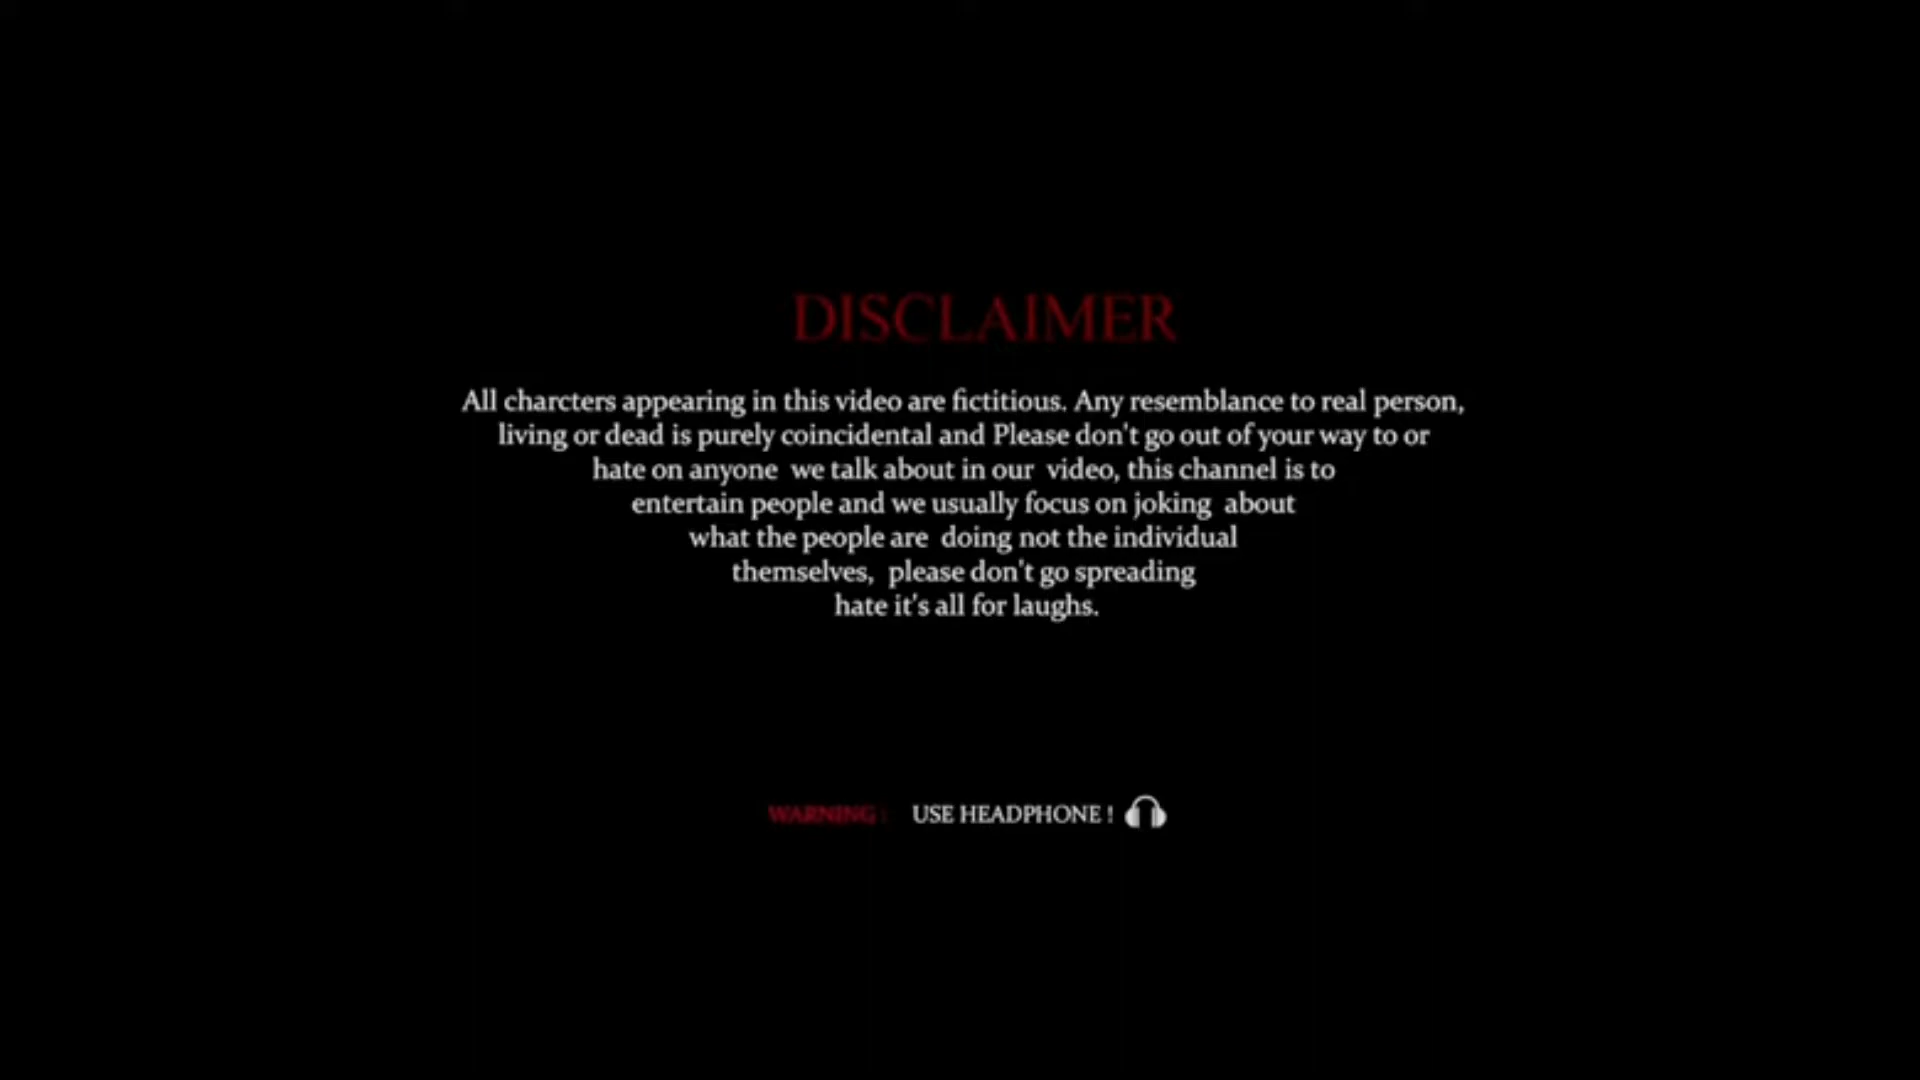 DISCLAIMER
All charcters appearing in this video are fictitious. Any resemblance to real person,
living or dead is purely coincidental and Please don't go out of your way to or
hate on anyone we talk about in our video, this channel is to
entertain people and we usually focus on joking about
what the people are doing not the individual
themselves, please don't go spreading
hate it's all for laughs.
WARNING : USE HEADPHONE !